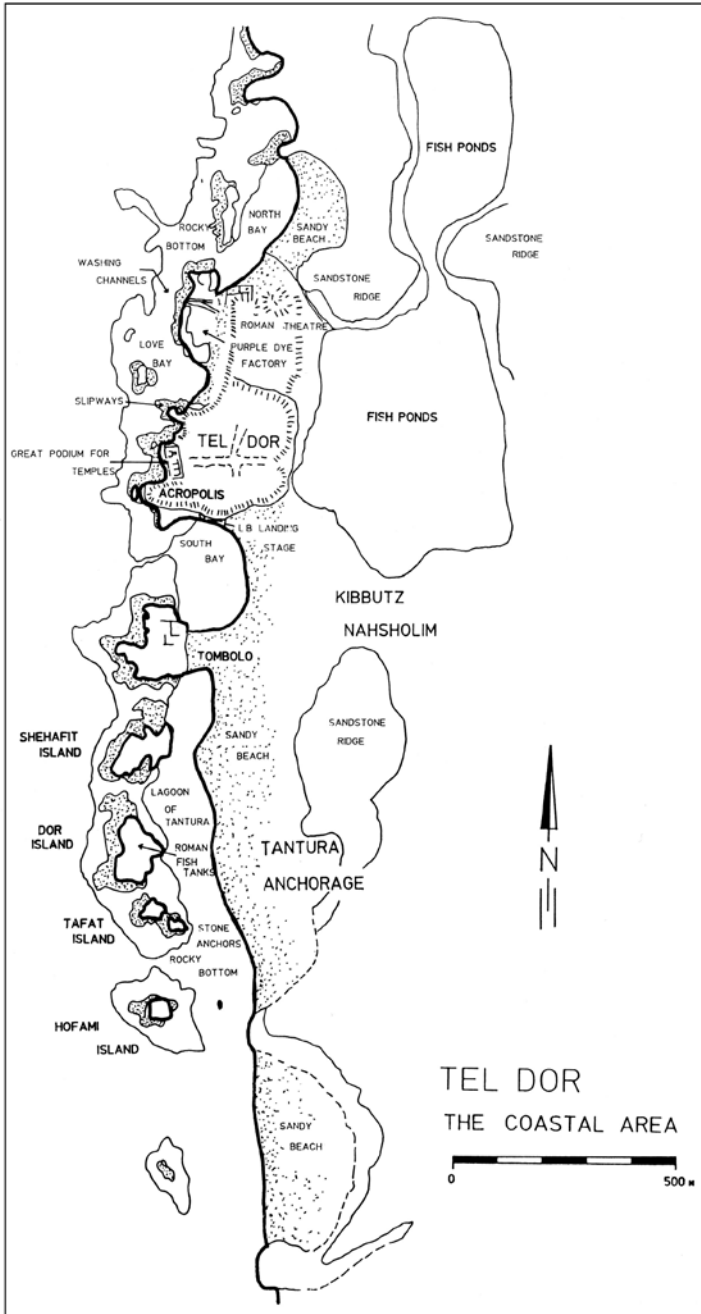 FISH PONDS
ROCKY
BOTTOM
NORTH
BAY
SANDY
BEACH
SANDSTONE
RIDGE
WASHING
CHANNELS
SANDSTONE
RIDGE
ROMAN THEATRE
LOVE
BAY
PURPLE DYE
FACTORY
SLIPWAYS
FISH PONDS
TEL DOR
GREAT PODIUM FOR
TEMPLES
ACROPOLIS
L.B. LANDING
STAGE
SOUTH
BAY
KIBBUTZ
NAHSHOLIM
TOMBOLO
SHEHAFIT
ISLAND
SANDY
BEACH
SANDSTONE
RIDGE
LAGOON
OF
TANTURA
DOR
ISLAND
ROMAN
FISH
TANKS
TANTURA
ANCHORAGE
TAFAT
ISLAND
STONE
ANCHORS
ROCKY
BOTTOM
HOFAMI
ISLAND
N
TEL DOR
THE COASTAL AREA
SANDY
BEACH
0 500 M